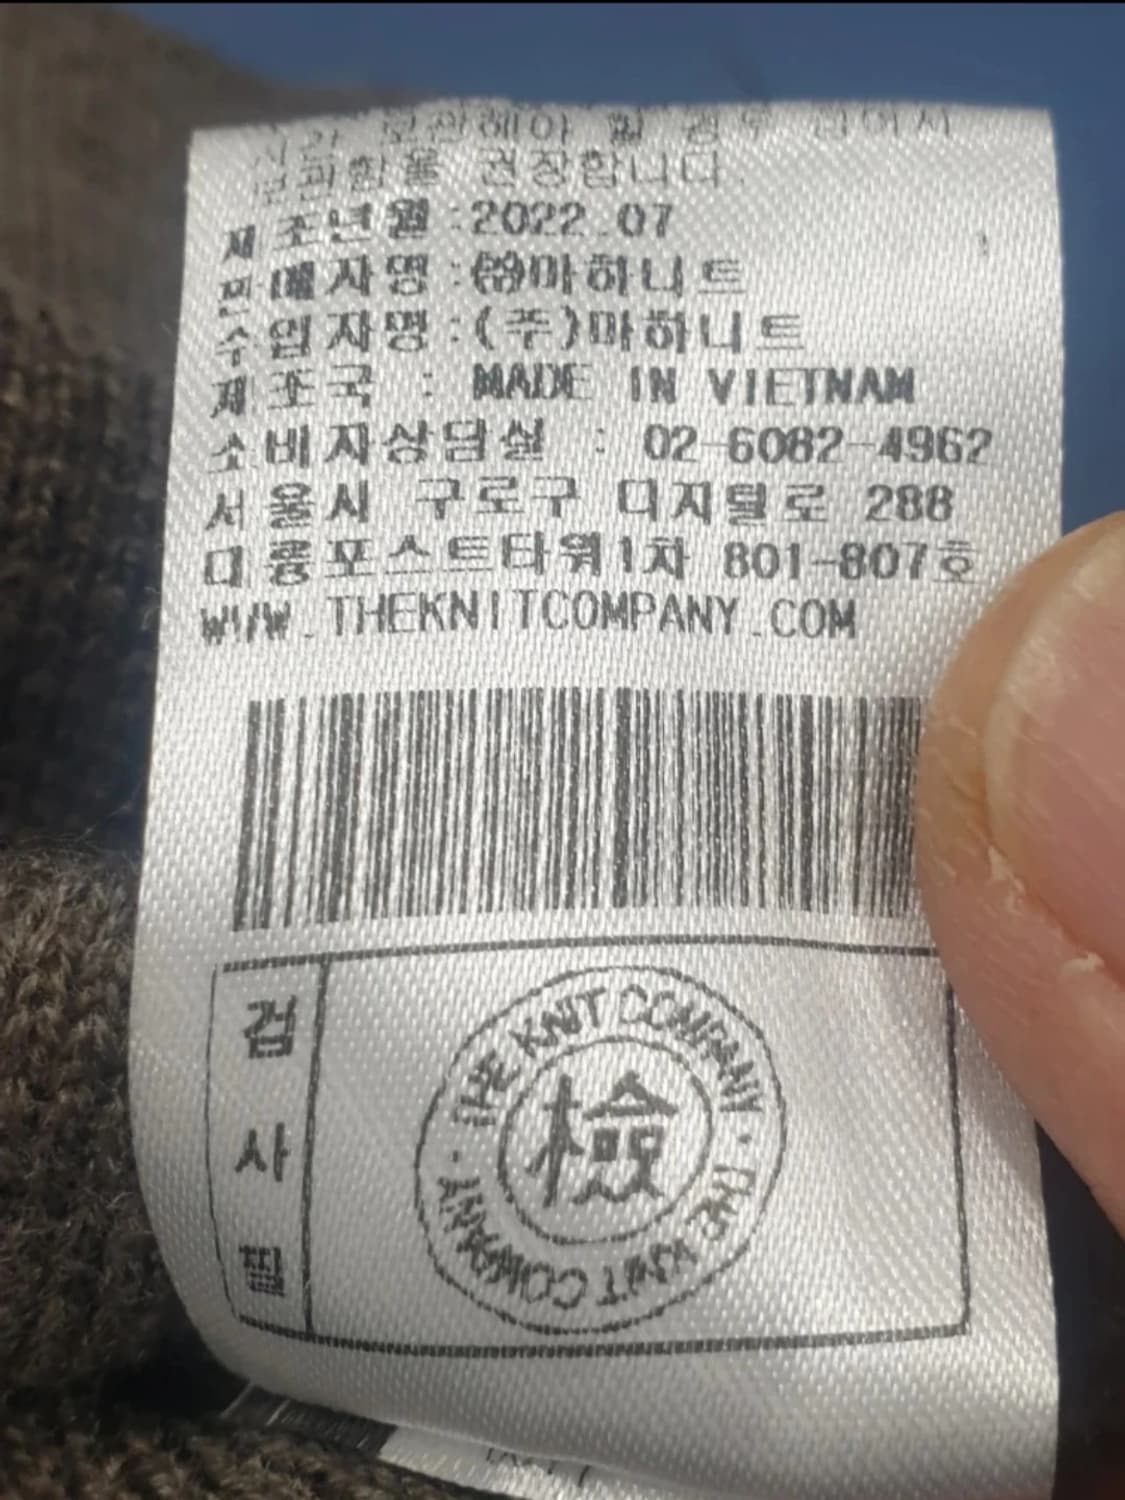 보관해야 할 경우 접어서
보관함을 권장합니다.
제조년월 : 2022.07
판매자명 : ㈜마하니트
수입자명 : (주)마하니트
제조국 : MADE IN VIETNAM
소비자상담실 : 02-6082-4962
서울시 구로구 디지털로 288
대륭포스트타워1차 801-807호
WWW.THEKNITCOMPANY.COM
검
사
필
THE KNIT COMPANY · THE KNIT COMPANY ·
檢